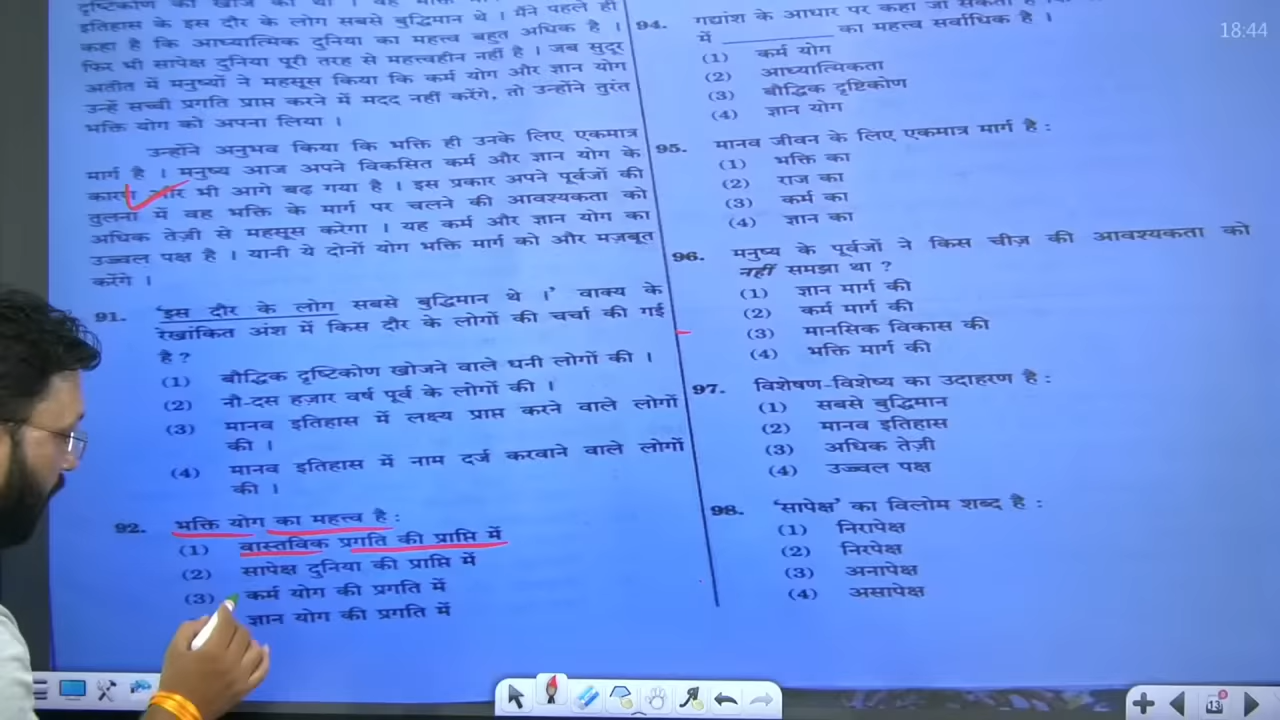 दृष्टिकोण की खोज की थी । वह
इतिहास के इस दौर के लोग सबसे बुद्धिमान थे । मैंने पहले ही
कहा है कि आध्यात्मिक दुनिया का महत्त्व बहुत अधिक है ।
फिर भी सापेक्ष दुनिया पूरी तरह से महत्त्वहीन नहीं है । जब सुदूर
अतीत में मनुष्यों ने महसूस किया कि कर्म योग और ज्ञान योग
उन्हें सच्ची प्रगति प्राप्त करने में मदद नहीं करेंगे, तो उन्होंने तुरंत
भक्ति योग को अपना लिया ।
उन्होंने अनुभव किया कि भक्ति ही उनके लिए एकमात्र
मार्ग है । मनुष्य आज अपने विकसित कर्म और ज्ञान योग के
भी आगे बढ़ गया है । इस प्रकार अपने पूर्वजों की
तुलना में वह भक्ति के मार्ग पर चलने की आवश्यकता को
अधिक तेज़ी से महसूस करेगा । यह कर्म और ज्ञान योग का
उज्ज्वल पक्ष है । यानी ये दोनों योग भक्ति मार्ग को और मज़बूत
करेंगे ।
91. 'इस दौर के लोग सबसे बुद्धिमान थे ।' वाक्य के
रेखांकित अंश में किस दौर के लोगों की चर्चा की गई
है ?
(1) बौद्धिक दृष्टिकोण खोजने वाले धनी लोगों की ।
(2) नौ-दस हज़ार वर्ष पूर्व के लोगों की ।
(3) मानव इतिहास में लक्ष्य प्राप्त करने वाले लोगों
की ।
(4) मानव इतिहास में नाम दर्ज करवाने वाले लोगों
की ।
92. भक्ति योग का महत्त्व है :
(1) वास्तविक प्रगति की प्राप्ति में
(2) सापेक्ष दुनिया की प्राप्ति में
(3) कर्म योग की प्रगति में
ज्ञान योग की प्रगति में
94. गद्यांश के आधार पर कहा जा सकता है
में ________ का महत्त्व सर्वाधिक है ।
(1) कर्म योग
(2) आध्यात्मिकता
(3) बौद्धिक दृष्टिकोण
(4) ज्ञान योग
95. मानव जीवन के लिए एकमात्र मार्ग है :
(1) भक्ति का
(2) राज का
(3) कर्म का
(4) ज्ञान का
96. मनुष्य के पूर्वजों ने किस चीज़ की आवश्यकता को
नहीं समझा था ?
(1) ज्ञान मार्ग की
(2) कर्म मार्ग की
(3) मानसिक विकास की
(4) भक्ति मार्ग की
97. विशेषण-विशेष्य का उदाहरण है :
(1) सबसे बुद्धिमान
(2) मानव इतिहास
(3) अधिक तेज़ी
(4) उज्ज्वल पक्ष
98. 'सापेक्ष' का विलोम शब्द है :
(1) निरापेक्ष
(2) निरपेक्ष
(3) अनापेक्ष
(4) असापेक्ष
18:44
13